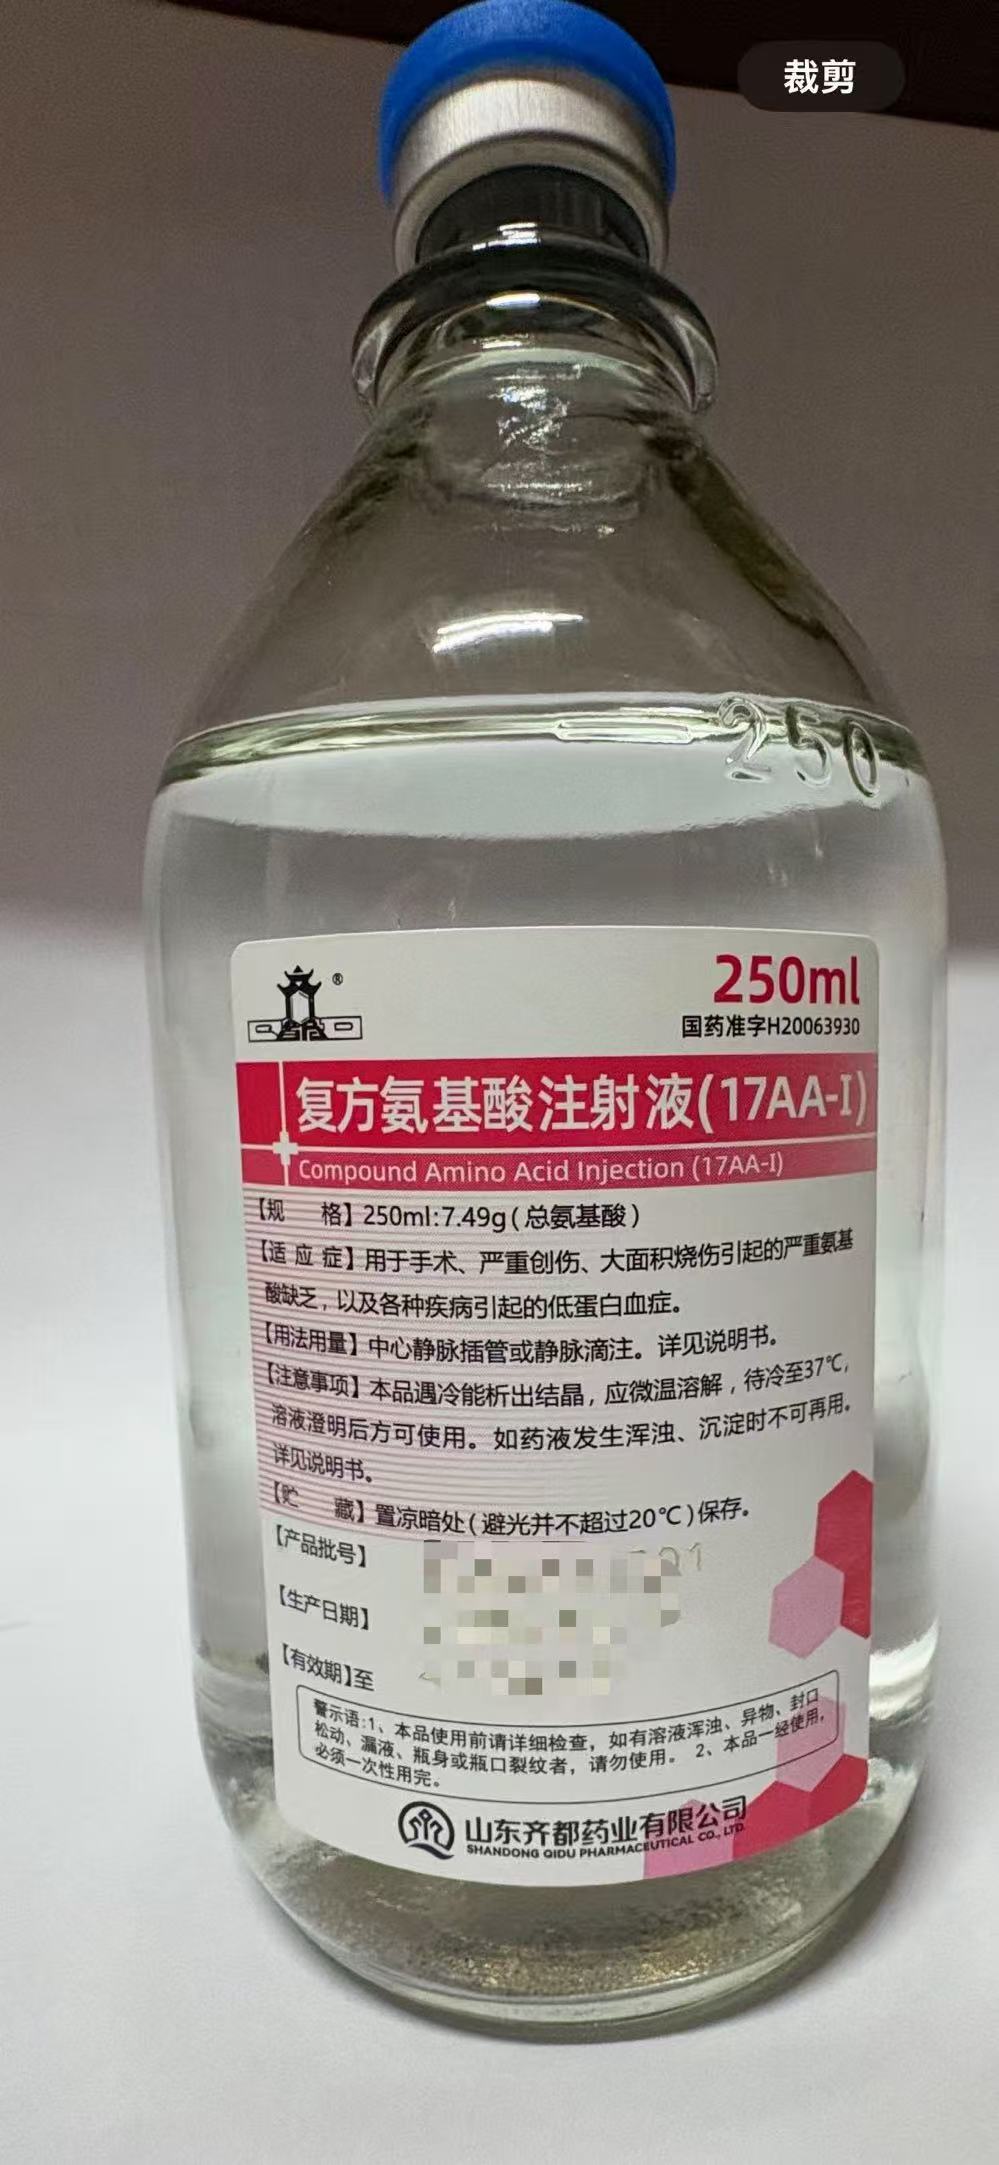 裁剪
250
®
250ml
国药准字H20063930
复方氨基酸注射液(17AA-I)
Compound Amino Acid Injection (17AA-I)
【规 格】250ml:7.49g(总氨基酸)
【适 应 症】用于手术、严重创伤、大面积烧伤引起的严重氨基
酸缺乏,以及各种疾病引起的低蛋白血症。
【用法用量】中心静脉插管或静脉滴注。详见说明书。
【注意事项】本品遇冷能析出结晶,应微温溶解,待冷至37℃,
溶液澄明后方可使用。如药液发生浑浊、沉淀时不可再用。
详见说明书。
【贮 藏】置凉暗处(避光并不超过20℃)保存。
【产品批号】
【生产日期】
【有效期】至
警示语:1、本品使用前请详细检查,如有溶液浑浊、异物、封口
松动、漏液、瓶身或瓶口裂纹者,请勿使用。 2、本品一经使用,
必须一次性用完。
山东齐都药业有限公司
SHANDONG QIDU PHARMACEUTICAL CO., LTD.